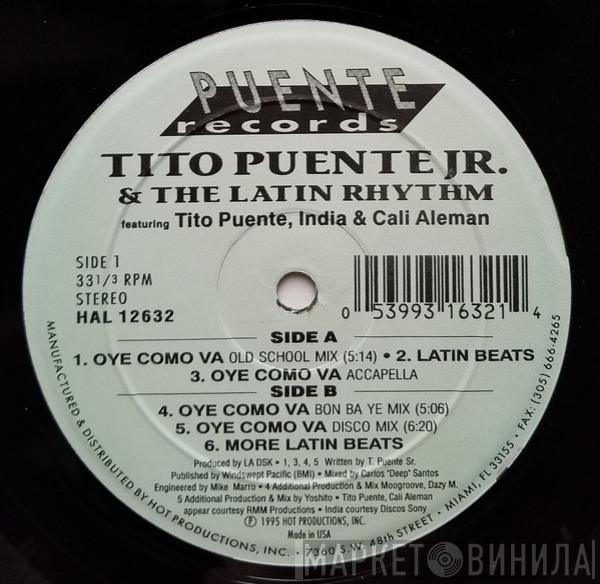 PUENTE
records
TITO PUENTE JR.
& THE LATIN RHYTHM
featuring Tito Puente, India & Cali Aleman
SIDE 1
33 1/3 RPM
STEREO
HAL 12632
0 53993 16321 4
SIDE A
1. OYE COMO VA OLD SCHOOL MIX (5:14) • 2. LATIN BEATS
3. OYE COMO VA ACCAPELLA
SIDE B
4. OYE COMO VA BON BA YE MIX (5:06)
5. OYE COMO VA DISCO MIX (6:20)
6. MORE LATIN BEATS
Produced by LA DSK • 1, 3, 4, 5 Written by T. Puente Sr.
Published by Windswept Pacific (BMI) • Mixed by Carlos "Deep" Santos
Engineered by Mike Marro • 4 Additional Production & Mix Moogroove, Dazy M.
5 Additional Production & Mix by Yoshito • Tito Puente, Cali Aleman
appear courtesy RMM Productions • India courtesy Discos Sony
Ⓟ 1995 HOT PRODUCTIONS, INC.
Made in USA
MANUFACTURED & DISTRIBUTED BY HOT PRODUCTIONS, INC. • 7360 S.W. 48th STREET • MIAMI, FL 33155 • FAX: (305) 666-4265
МАРКЕТ ВИНИЛА